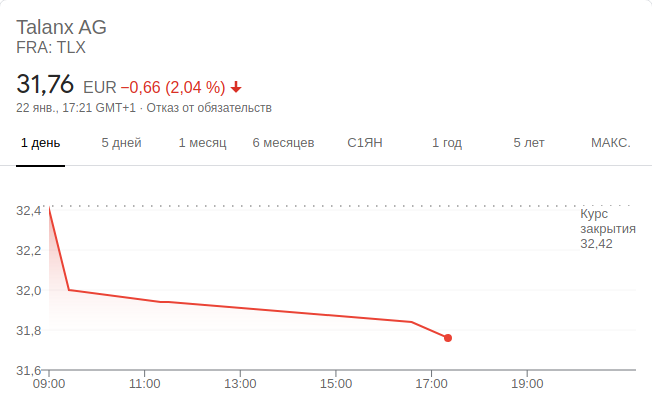 Talanx AG
FRA: TLX
31,76 EUR −0,66 (2,04 %)
22 янв., 17:21 GMT+1 · Отказ от обязательств
1 день 5 дней 1 месяц 6 месяцев С1ЯН 1 год 5 лет МАКС.
32,4
Курс
закрытия
32,42
32,2
32,0
31,8
31,6
09:00 11:00 13:00 15:00 17:00 19:00